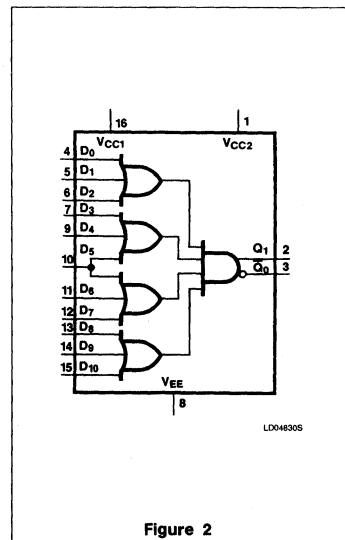 16
1
VCC1
VCC2
4 D0
5 D1
6 D2
7 D3
9 D4
D5
10
11 D6
12 D7
13 D8
14 D9
15 D10
Q1 2
Q̅0 3
VEE
8
LD04630S
Figure 2